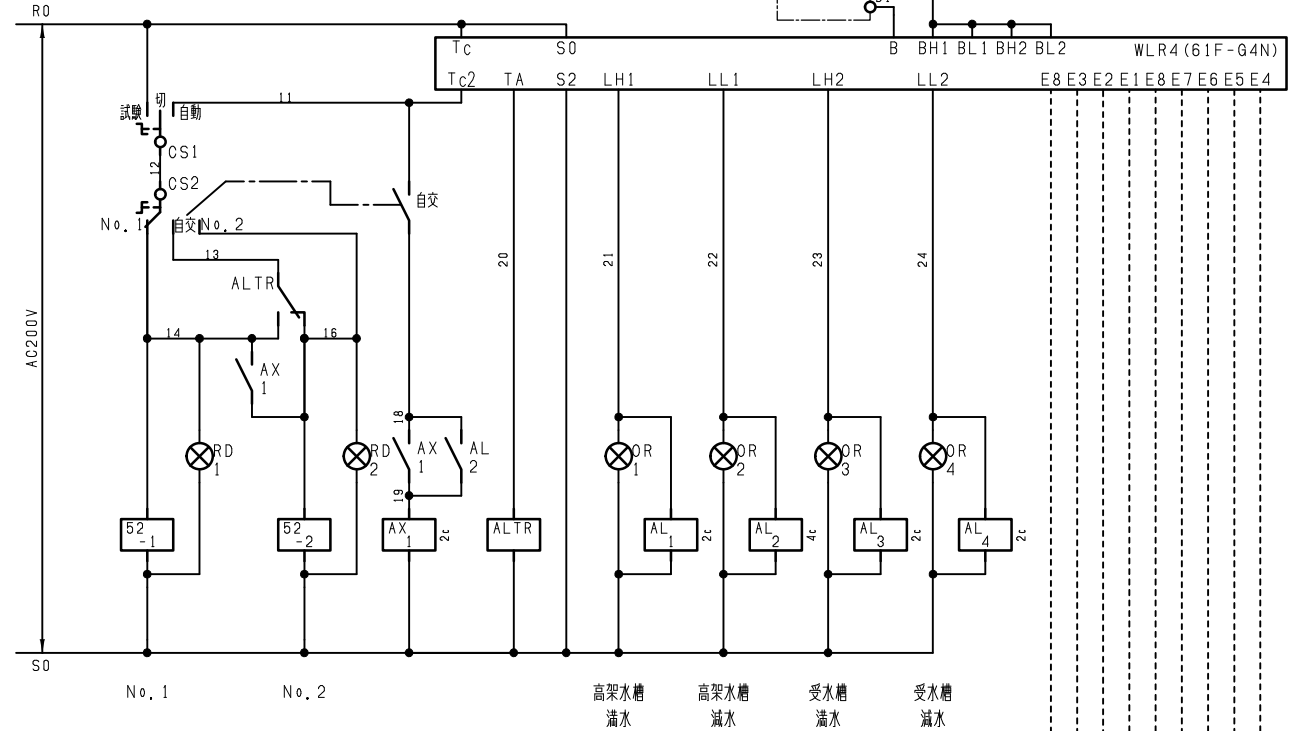 R0
Tc
S0
B
BH1
BL1
BH2
BL2
WLR4(61F-G4N)
Tc2
TA
S2
LH1
LL1
LH2
LL2
E8
E3
E2
E1
E8
E7
E6
E5
E4
切
11
試験
自動
CS1
12
CS2
自交
No. 1
自交
No. 2
13
20
21
22
23
24
ALTR
AC200V
14
16
AX
1
18
RD
1
RD
2
AX
1
AL
2
OR
1
OR
2
OR
3
OR
4
19
52
-1
52
-2
AX
1
2c
ALTR
AL
1
2c
AL
2
4c
AL
3
2c
AL
4
2c
S0
No. 1
No. 2
高架水槽
満水
高架水槽
減水
受水槽
満水
受水槽
減水